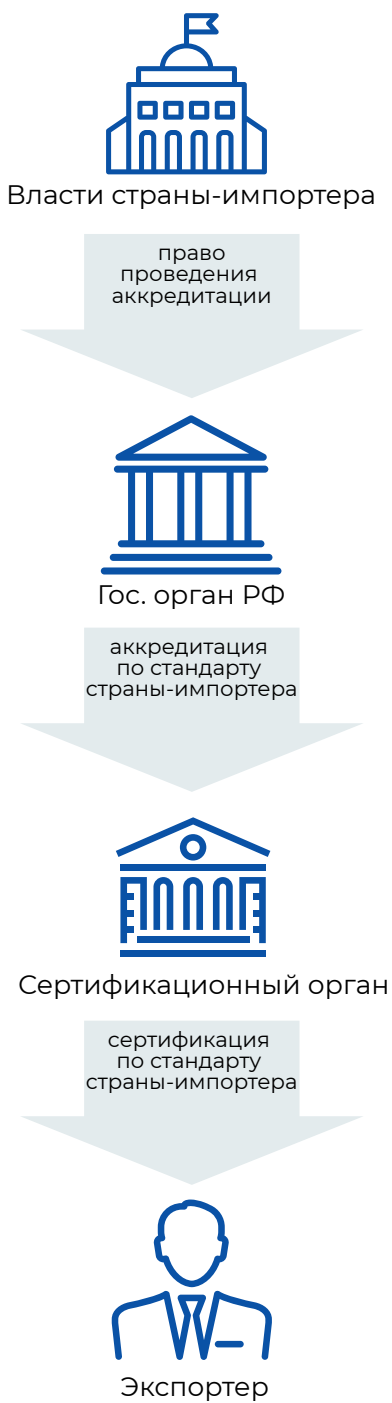 Власти страны-импортера
право
проведения
аккредитации
Гос. орган РФ
аккредитация
по стандарту
страны-импортера
Сертификационный орган
сертификация
по стандарту
страны-импортера
Экспортер